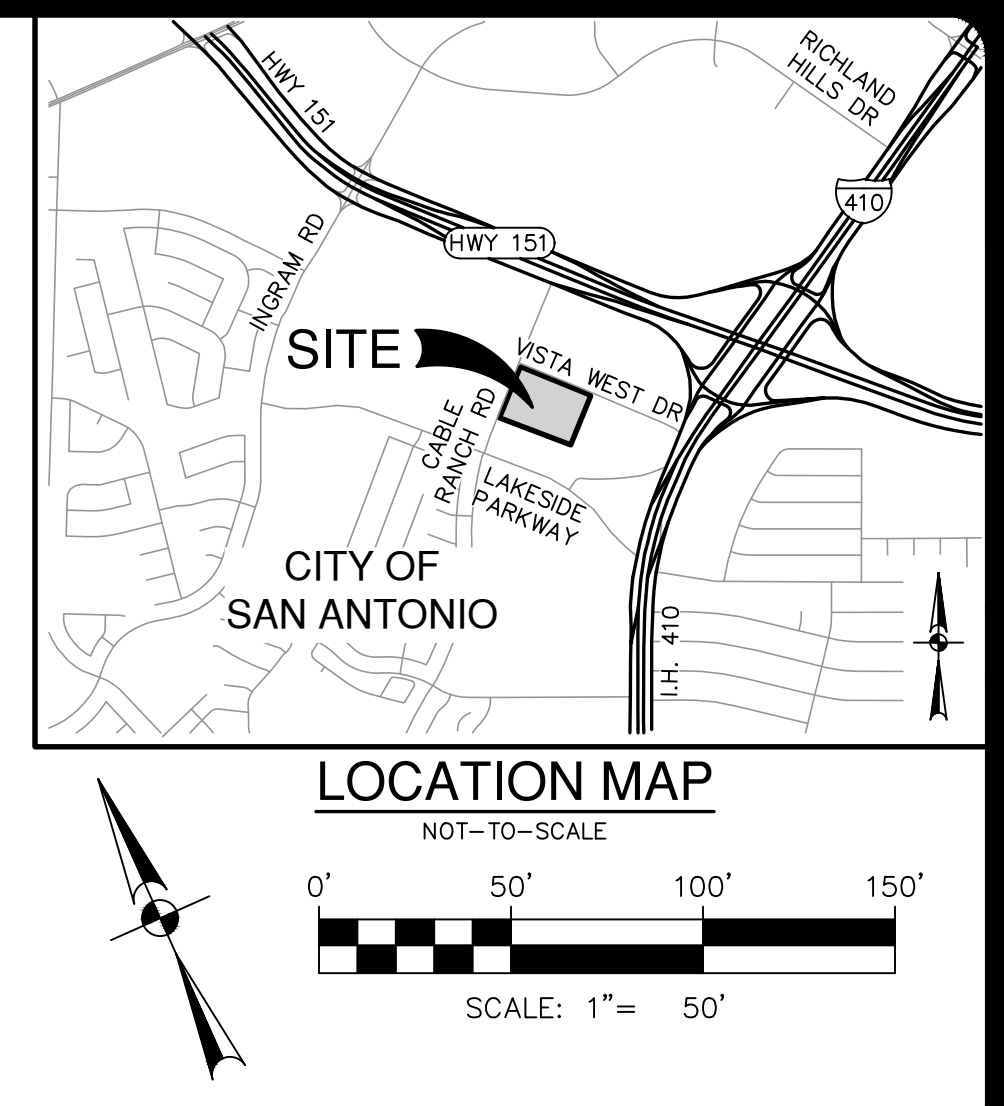 RICHLAND
HILLS DR
HWY 151
410
HWY 151
INGRAM RD
SITE
VISTA WEST DR
CABLE
RANCH RD
LAKESIDE
PARKWAY
CITY OF
SAN ANTONIO
I.H. 410
LOCATION MAP
NOT-TO-SCALE
0' 50' 100' 150'
SCALE: 1"= 50'